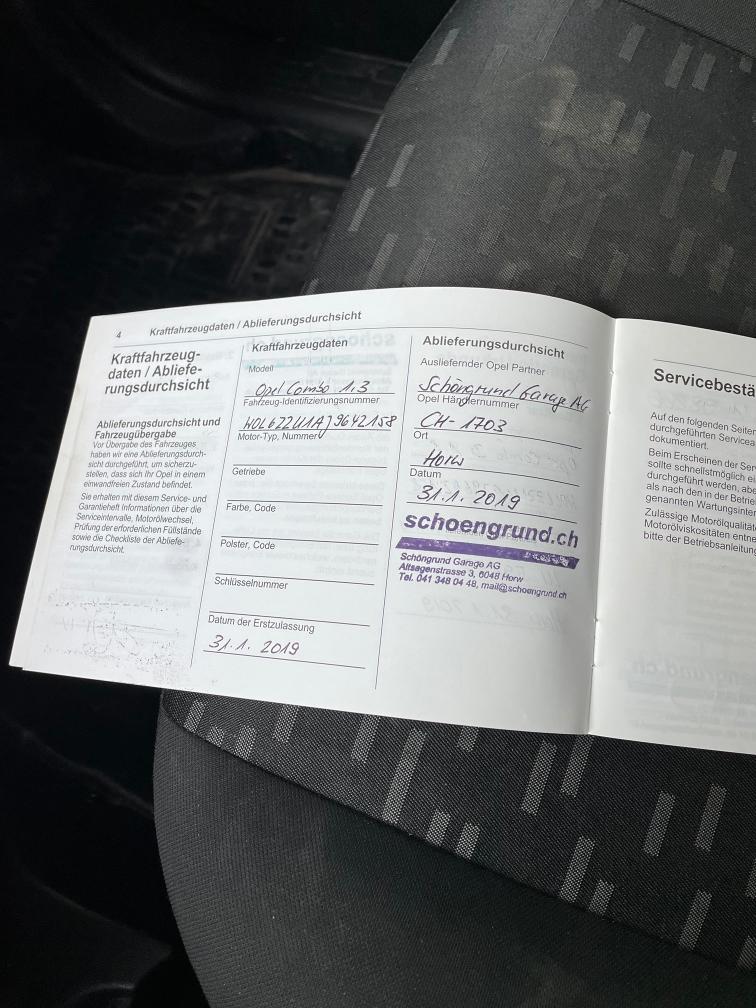 4 Kraftfahrzeugdaten / Ablieferungsdurchsicht
Kraftfahrzeug-
daten / Abliefe-
rungsdurchsicht
Ablieferungsdurchsicht und
Fahrzeugübergabe
Vor Übergabe des Fahrzeuges
haben wir eine Ablieferungsdurch-
sicht durchgeführt, um sicherzu-
stellen, dass sich Ihr Opel in einem
einwandfreien Zustand befindet.
Sie erhalten mit diesem Service- und
Garantieheft Informationen über die
Serviceintervalle, Motorölwechsel,
Prüfung der erforderlichen Füllstände
sowie die Checkliste der Abliefe-
rungsdurchsicht.
Kraftfahrzeugdaten
Modell
Opel Combo 1.3
Fahrzeug-Identifizierungsnummer
Motor-Typ, Nummer
Getriebe
Farbe, Code
Polster, Code
Schlüsselnummer
Datum der Erstzulassung
31.1. 2019
Ablieferungsdurchsicht
Ausliefernder Opel Partner
Schöngrund Garage AG
Opel Händlernummer
CH-1703
Ort
Horw
Datum
31.1. 2019
schoengrund.ch
Schöngrund Garage AG
Altsagenstrasse 3, 6048 Horw
Tel. 041 348 04 48, mail@schoengrund.ch
Servicebestä
Auf den folgenden Seiten
durchgeführten Servicea
dokumentiert.
Beim Erscheinen der Ser
sollte schnellstmöglich ei
durchgeführt werden, abe
als nach den in der Betrie
genannten Wartungsinter
Zulässige Motorölqualitä
Motorölviskositäten entne
bitte der Betriebsanleitung